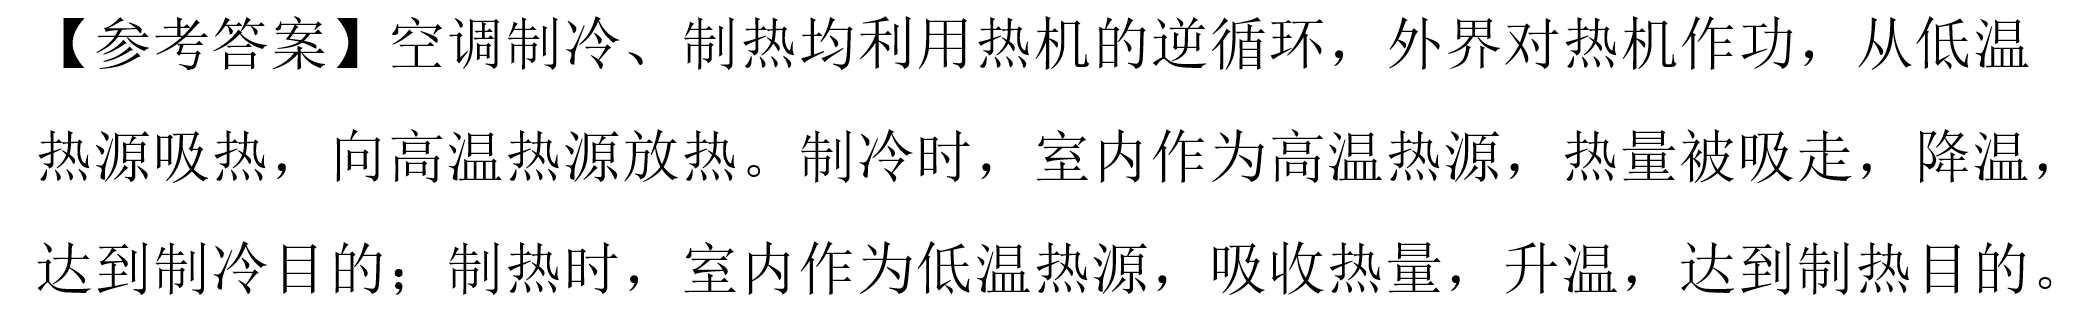 【参考答案】空调制冷、制热均利用热机的逆循环，外界对热机作功，从低温
热源吸热，向高温热源放热。制冷时，室内作为高温热源，热量被吸走，降温，
达到制冷目的；制热时，室内作为低温热源，吸收热量，升温，达到制热目的。